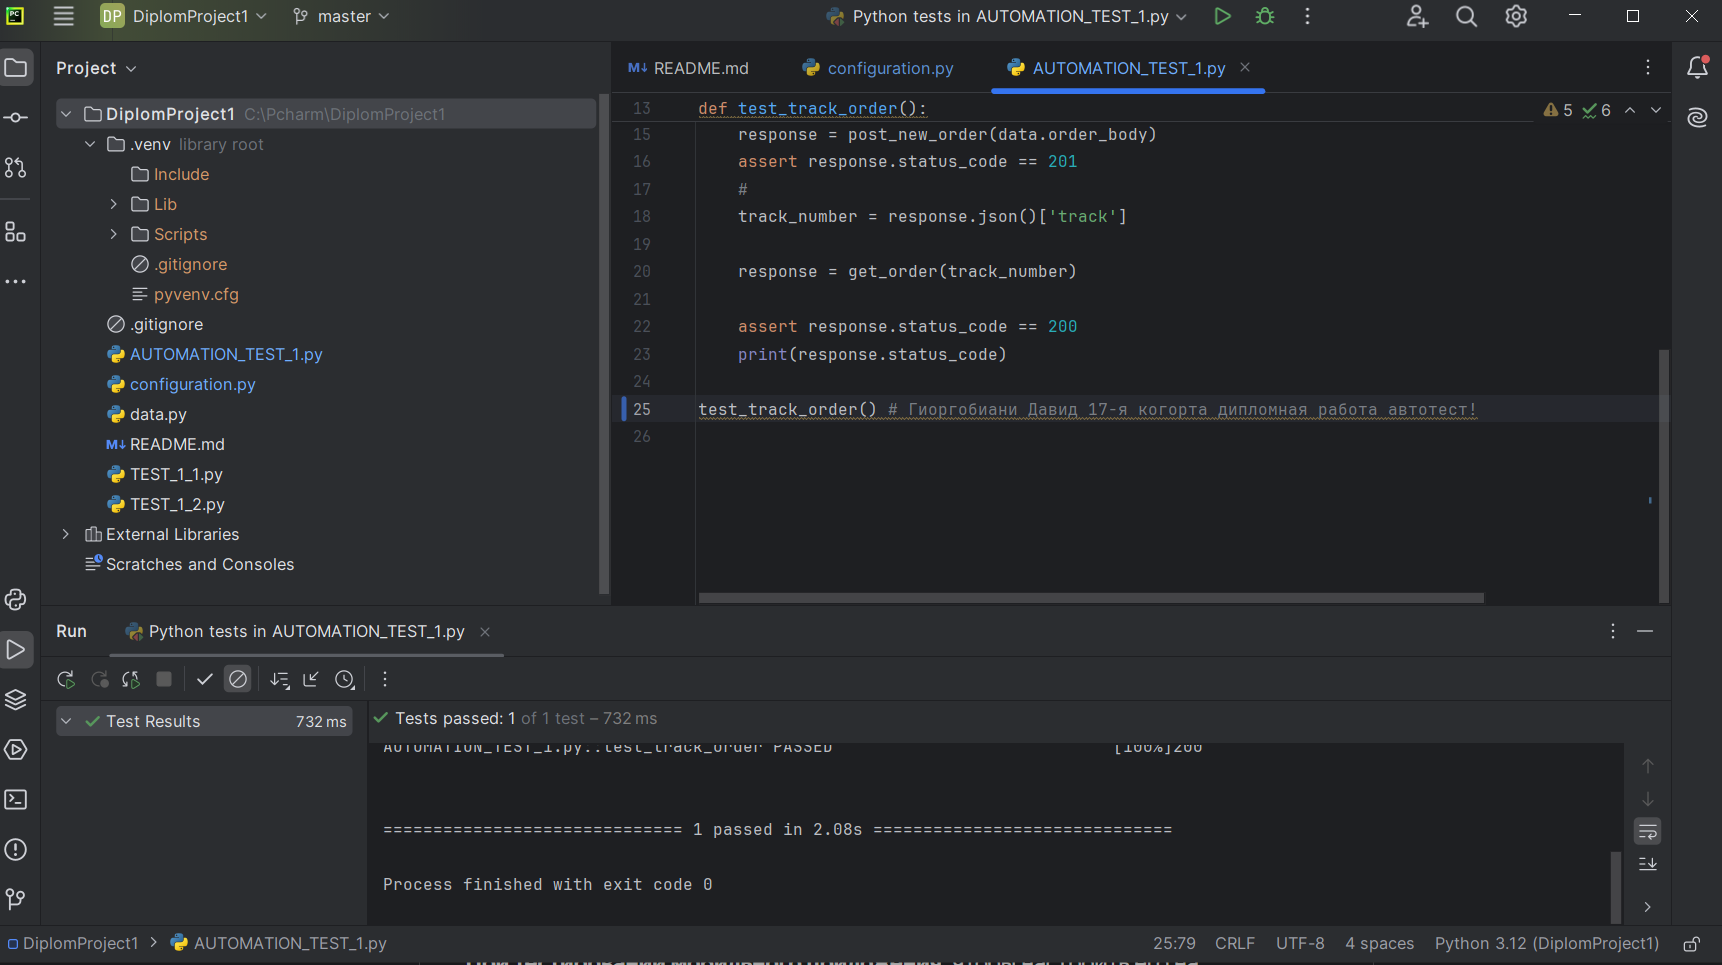 DP DiplomProject1 master Python tests in AUTOMATION_TEST_1.py
Project
DiplomProject1 C:\Pcharm\DiplomProject1
.venv library root
Include
Lib
Scripts
.gitignore
pyvenv.cfg
.gitignore
AUTOMATION_TEST_1.py
configuration.py
data.py
M↓ README.md
TEST_1_1.py
TEST_1_2.py
External Libraries
Scratches and Consoles
M↓ README.md configuration.py AUTOMATION_TEST_1.py
13 def test_track_order(): 5 6
15 response = post_new_order(data.order_body)
16 assert response.status_code == 201
17 #
18 track_number = response.json()['track']
19
20 response = get_order(track_number)
21
22 assert response.status_code == 200
23 print(response.status_code)
24
25 test_track_order() # Гиоргобиани Давид 17-я когорта дипломная работа автотест!
26
Run Python tests in AUTOMATION_TEST_1.py
Test Results 732 ms
Tests passed: 1 of 1 test – 732 ms
AUTOMATION_TEST_1.py::test_track_order PASSED [100%]200
============================== 1 passed in 2.08s ==============================
Process finished with exit code 0
DiplomProject1 > AUTOMATION_TEST_1.py 25:79 CRLF UTF-8 4 spaces Python 3.12 (DiplomProject1)